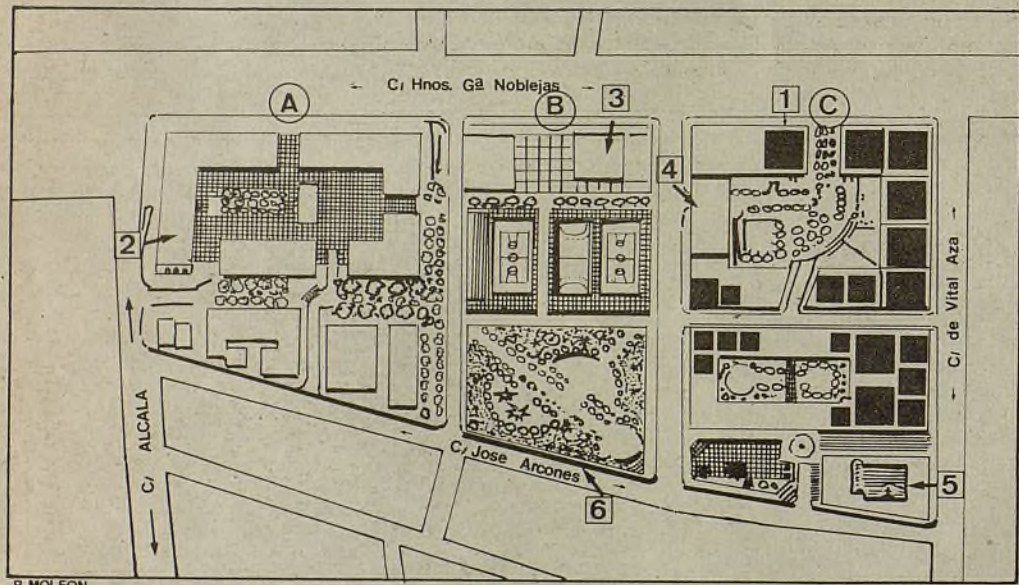 ← C/ Hnos. Gª Noblejas →
A
B
C
1
2
3
4
5
6
← C/ de Vital Aza →
← C/ ALCALA →
← C/ Jose Arcones →
P. MOLEON